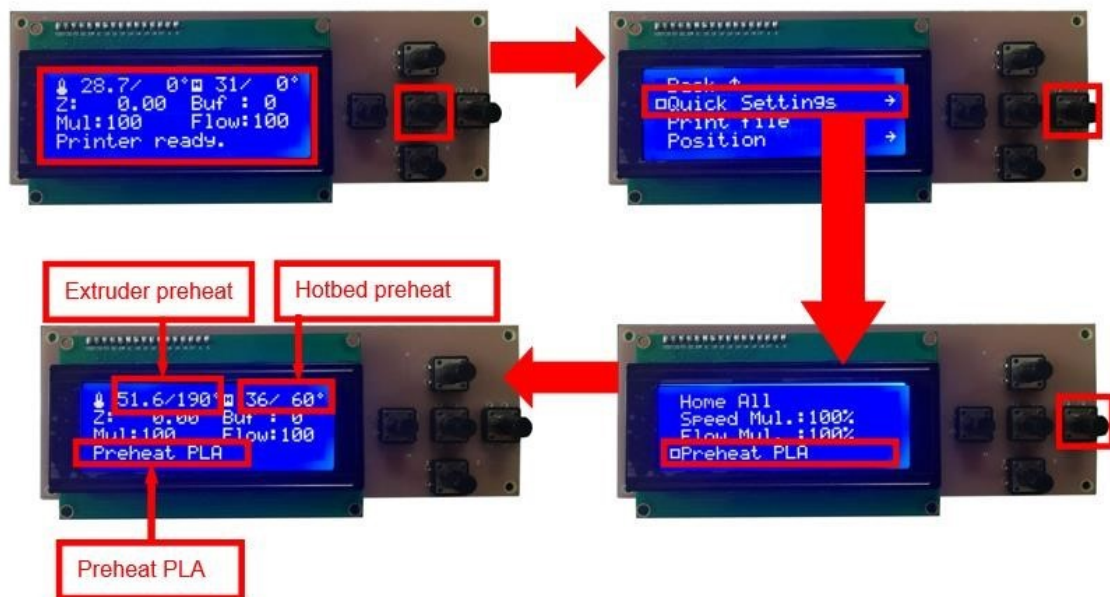 28.7/ 0° 31/ 0°
Z: 0.00 Buf : 0
Mul:100 Flow:100
Printer ready.
Back ↑
Quick Settings →
Print file
Position →
Extruder preheat
Hotbed preheat
51.6/190° 36/ 60°
Z: 0.00 Buf : 0
Mul:100 Flow:100
Preheat PLA
Preheat PLA
Home All
Speed Mul.:100%
Flow Mul. :100%
Preheat PLA